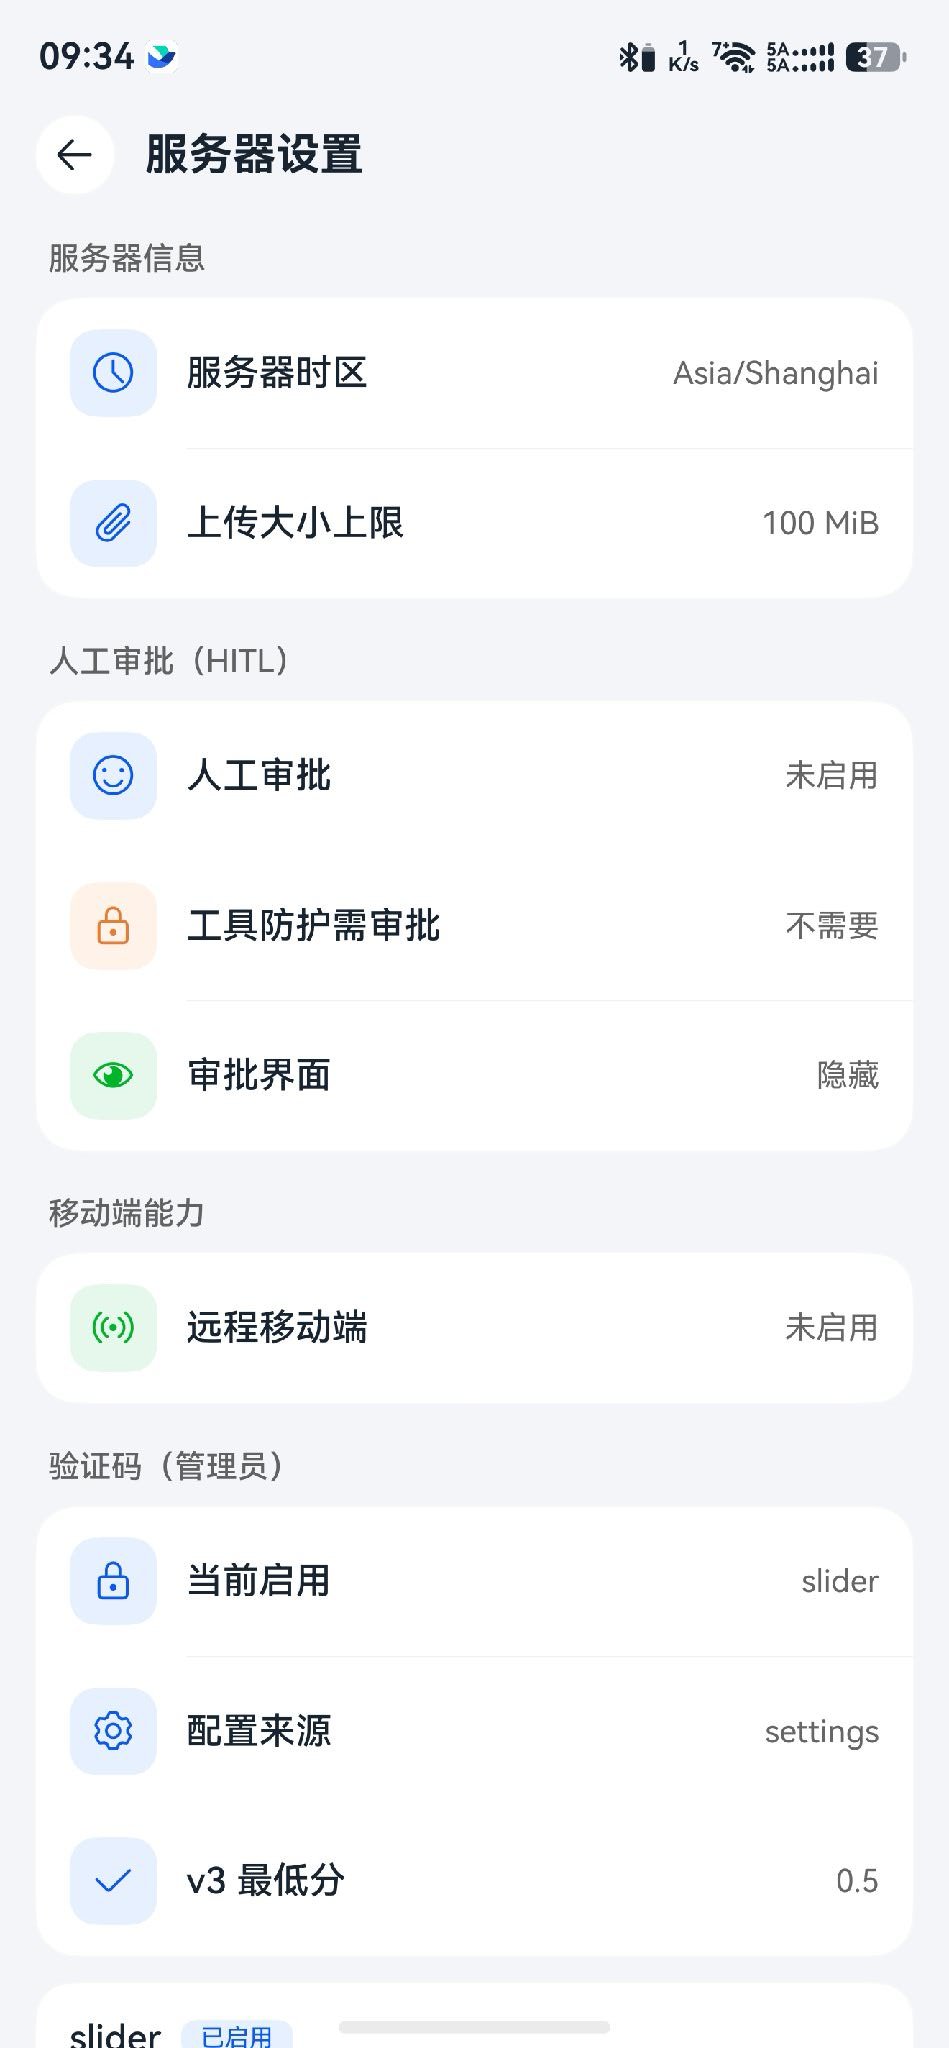 09:34
1 K/s
7+
5A
5A
37
服务器设置
服务器信息
服务器时区 Asia/Shanghai
上传大小上限 100 MiB
人工审批（HITL）
人工审批 未启用
工具防护需审批 不需要
审批界面 隐藏
移动端能力
远程移动端 未启用
验证码（管理员）
当前启用 slider
配置来源 settings
v3 最低分 0.5
slider 已启用